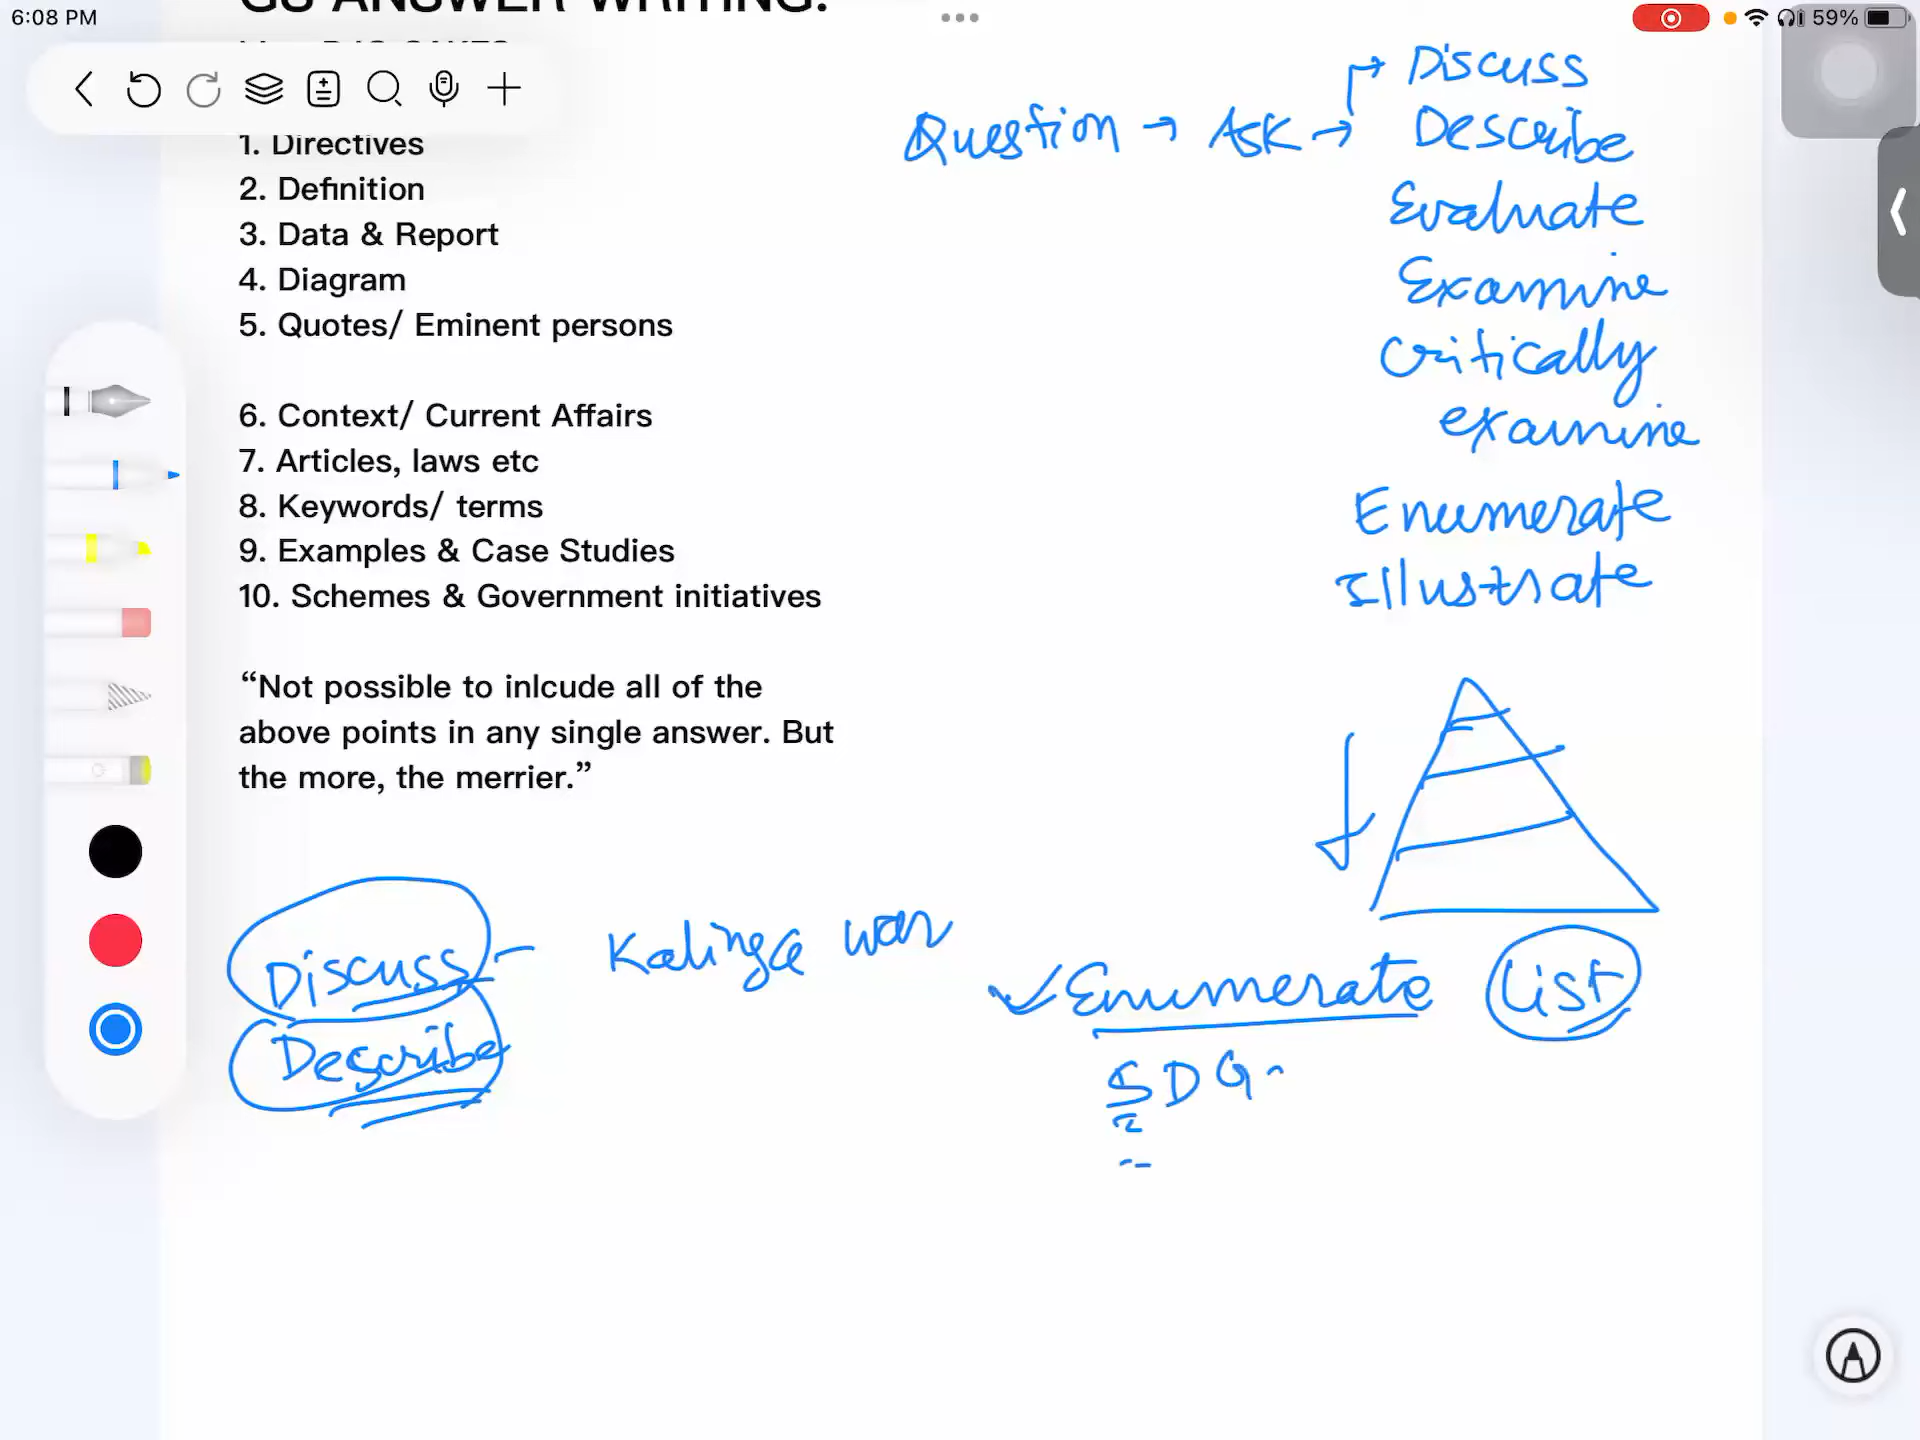 6:08 PM
59%
GS ANSWER WRITING:
1. Directives
2. Definition
3. Data & Report
4. Diagram
5. Quotes/ Eminent persons
6. Context/ Current Affairs
7. Articles, laws etc
8. Keywords/ terms
9. Examples & Case Studies
10. Schemes & Government initiatives
“Not possible to inlcude all of the
above points in any single answer. But
the more, the merrier.”
Question → Ask → Discuss
Describe
Evaluate
Examine
Critically
examine
Enumerate
Illustrate
Discuss - Kalinga war
Describe
Enumerate List
SDG